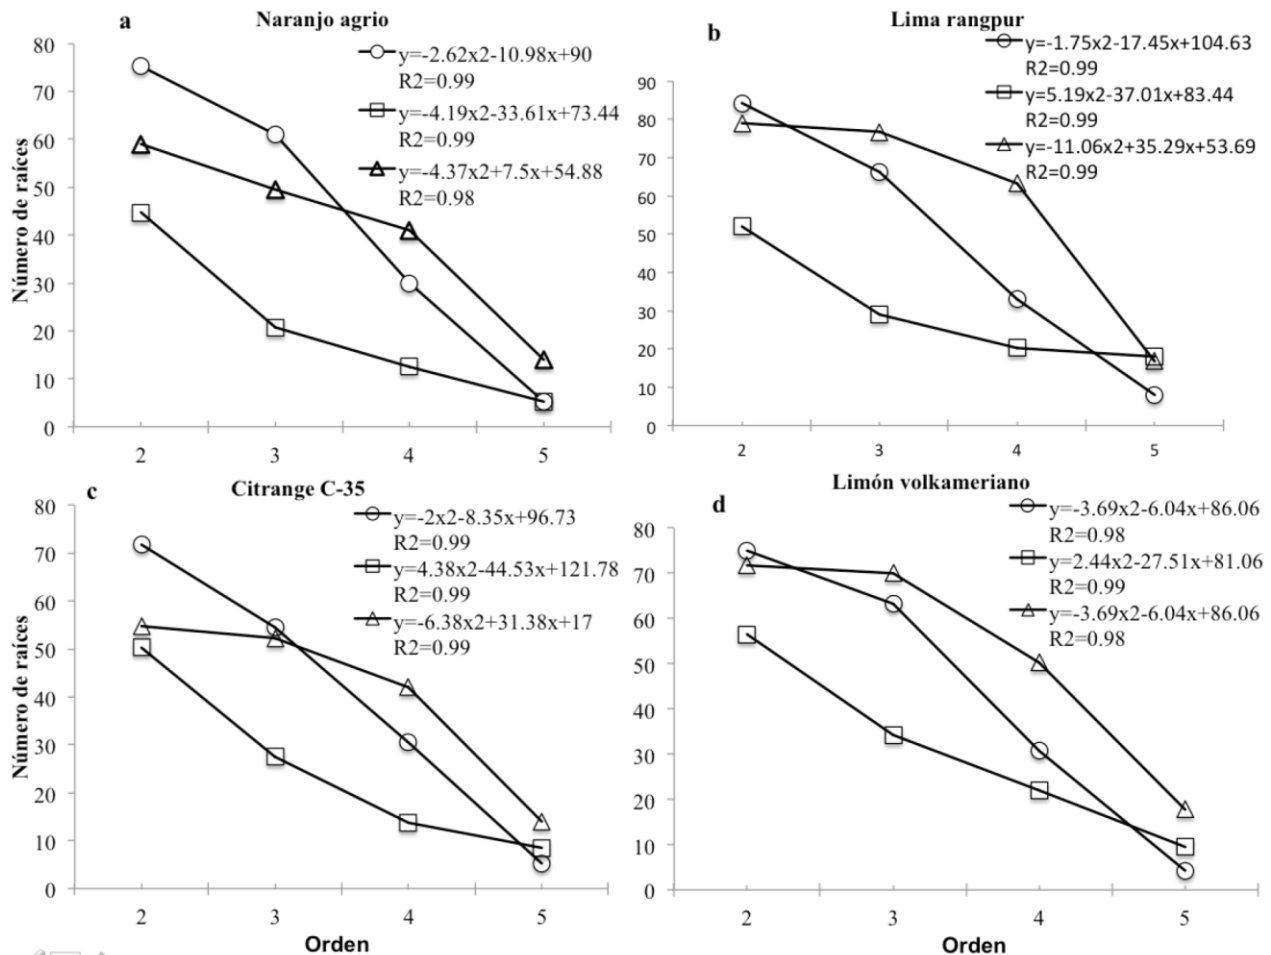 a
Naranjo agrio
80
70
60
50
40
30
20
10
0
Número de raíces
y=-2.62x2-10.98x+90
R2=0.99
y=-4.19x2-33.61x+73.44
R2=0.99
y=-4.37x2+7.5x+54.88
R2=0.98
2 3 4 5
b
Lima rangpur
90
80
70
60
50
40
30
20
10
0
y=-1.75x2-17.45x+104.63
R2=0.99
y=5.19x2-37.01x+83.44
R2=0.99
y=-11.06x2+35.29x+53.69
R2=0.99
2 3 4 5
c
Citrange C-35
80
70
60
50
40
30
20
10
0
Número de raíces
y=-2x2-8.35x+96.73
R2=0.99
y=4.38x2-44.53x+121.78
R2=0.99
y=-6.38x2+31.38x+17
R2=0.99
2 3 4 5
Orden
d
Limón volkameriano
80
70
60
50
40
30
20
10
0
y=-3.69x2-6.04x+86.06
R2=0.98
y=2.44x2-27.51x+81.06
R2=0.99
y=-3.69x2-6.04x+86.06
R2=0.98
2 3 4 5
Orden